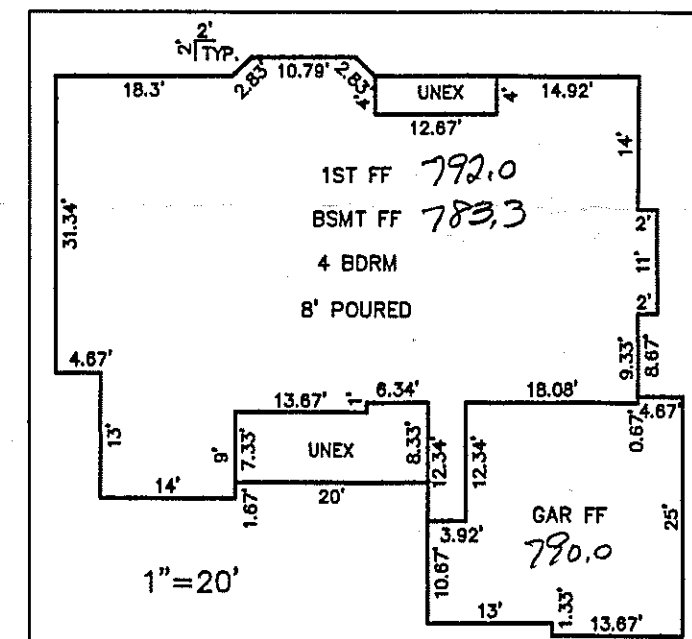 2'
2' TYP.
18.3' 2.83' 10.79' 2.83' 4' UNEX 4' 14.92'
12.67'
14'
1ST FF 792.0
31.34' BSMT FF 783,3 2'
4 BDRM 11'
8' POURED 2'
4.67' 9.33' 8.67'
13.67' 1' 6.34' 18.08' 0.67' 4.67'
13' 9' 7.33' UNEX 8.33' 12.34' 12.34'
14' 1.67' 20' GAR FF 25'
3.92' 790.0
1"=20' 10.67'
13' 1.33' 13.67'